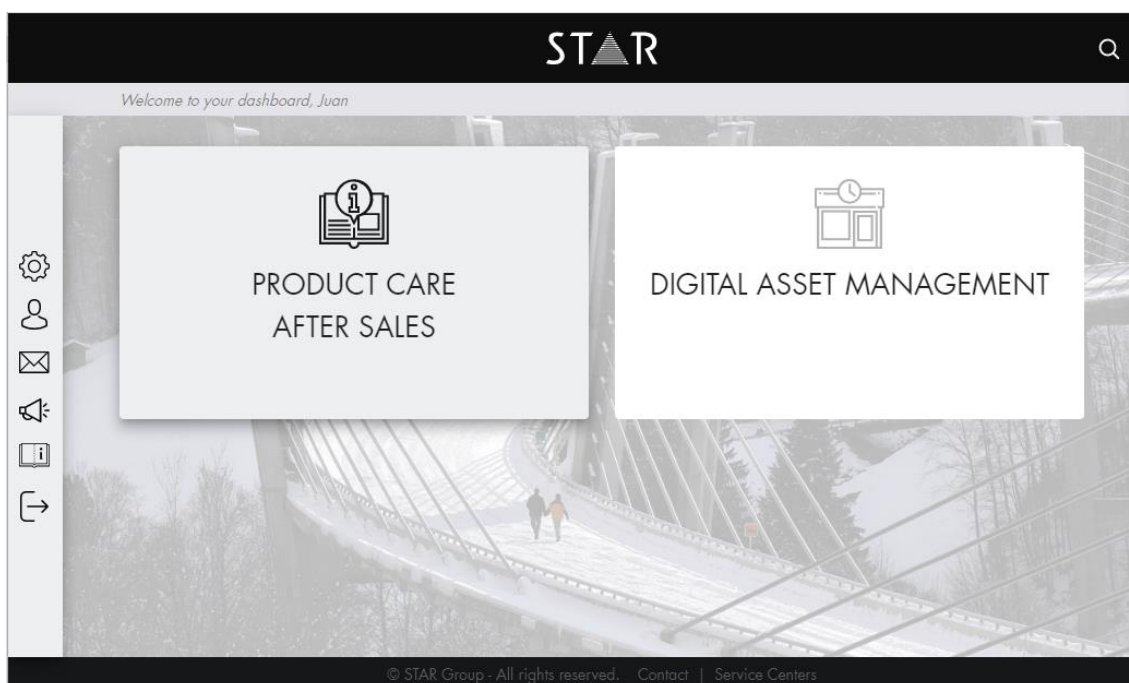 STAR
Welcome to your dashboard, Juan
PRODUCT CARE
AFTER SALES
DIGITAL ASSET MANAGEMENT
© STAR Group - All rights reserved. Contact | Service Centers